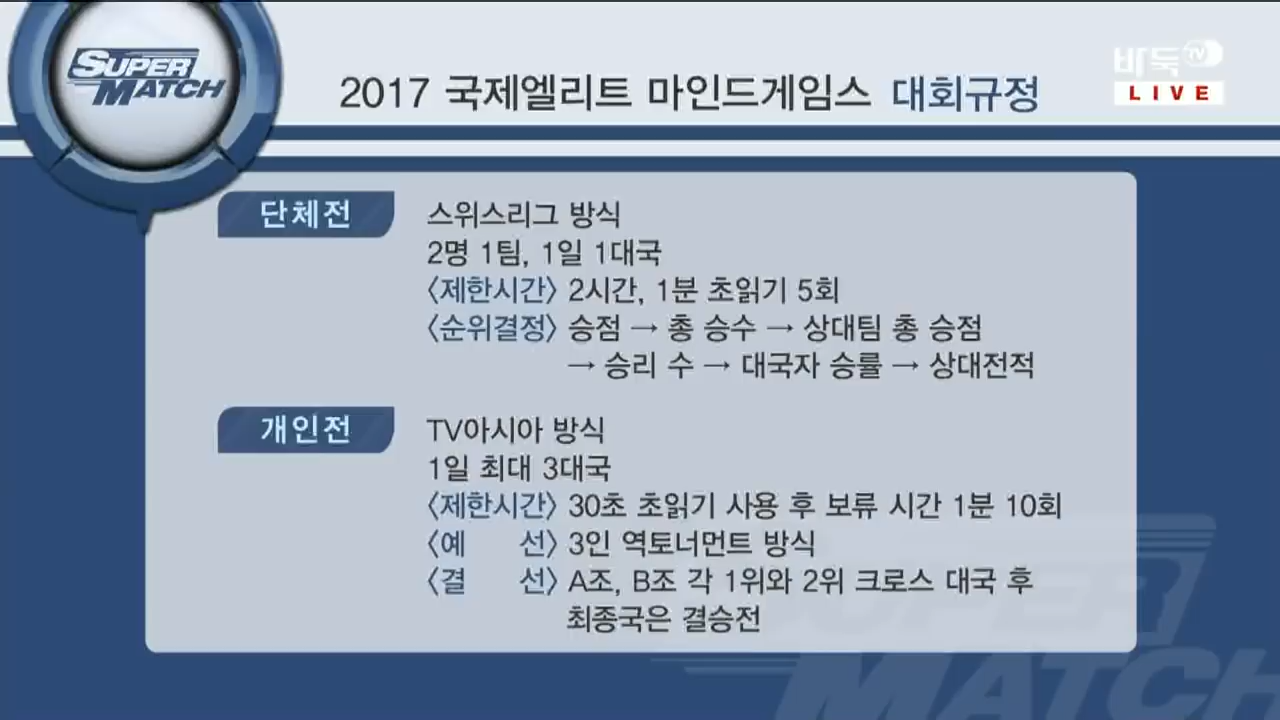 SUPER MATCH
2017 국제엘리트 마인드게임스 대회규정
바둑TV
LIVE
단체전
스위스리그 방식
2명 1팀, 1일 1대국
〈제한시간〉 2시간, 1분 초읽기 5회
〈순위결정〉 승점 → 총 승수 → 상대팀 총 승점
→ 승리 수 → 대국자 승률 → 상대전적
개인전
TV아시아 방식
1일 최대 3대국
〈제한시간〉 30초 초읽기 사용 후 보류 시간 1분 10회
〈예 선〉 3인 역토너먼트 방식
〈결 선〉 A조, B조 각 1위와 2위 크로스 대국 후
최종국은 결승전
SUPER
MATCH